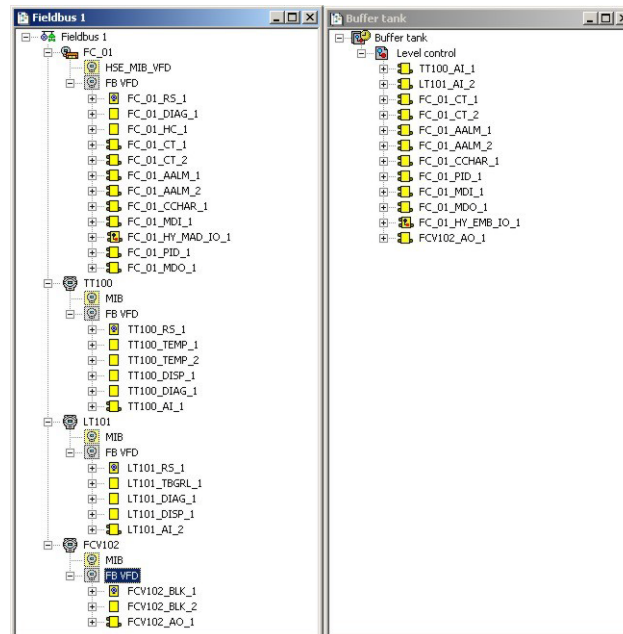 Fieldbus 1
Fieldbus 1
FC_01
HSE_MIB_VFD
FB VFD
FC_01_RS_1
FC_01_DIAG_1
FC_01_HC_1
FC_01_CT_1
FC_01_CT_2
FC_01_AALM_1
FC_01_AALM_2
FC_01_CCHAR_1
FC_01_MDI_1
FC_01_HY_MAD_IO_1
FC_01_PID_1
FC_01_MDO_1
TT100
MIB
FB VFD
TT100_RS_1
TT100_TEMP_1
TT100_TEMP_2
TT100_DISP_1
TT100_DIAG_1
TT100_AI_1
LT101
MIB
FB VFD
LT101_RS_1
LT101_TBGRL_1
LT101_DIAG_1
LT101_DISP_1
LT101_AI_2
FCV102
MIB
FB VFD
FCV102_BLK_1
FCV102_BLK_2
FCV102_AO_1
Buffer tank
Buffer tank
Level control
TT100_AI_1
LT101_AI_2
FC_01_CT_1
FC_01_CT_2
FC_01_AALM_1
FC_01_AALM_2
FC_01_CCHAR_1
FC_01_PID_1
FC_01_MDI_1
FC_01_MDO_1
FC_01_HY_EMB_IO_1
FCV102_AO_1